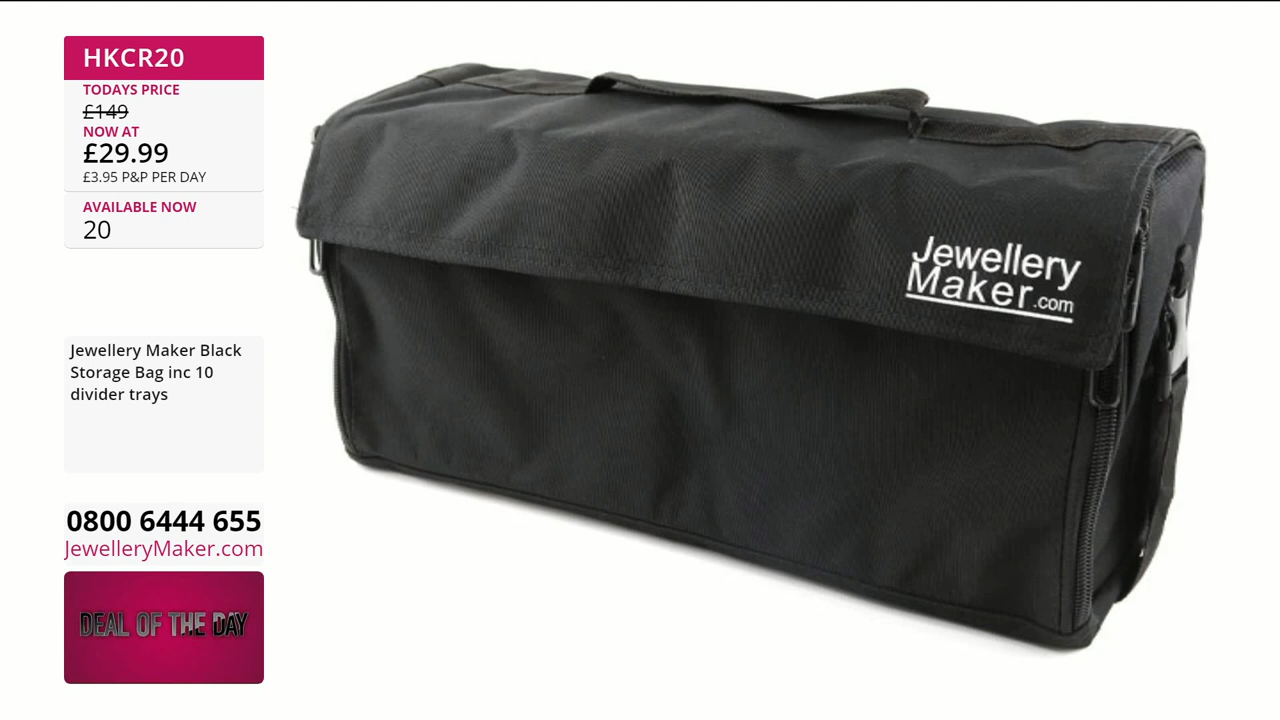 HKCR20
TODAYS PRICE
£149
NOW AT
£29.99
£3.95 P&P PER DAY
AVAILABLE NOW
20
Jewellery Maker Black
Storage Bag inc 10
divider trays
0800 6444 655
JewelleryMaker.com
DEAL OF THE DAY
Jewellery
Maker.com